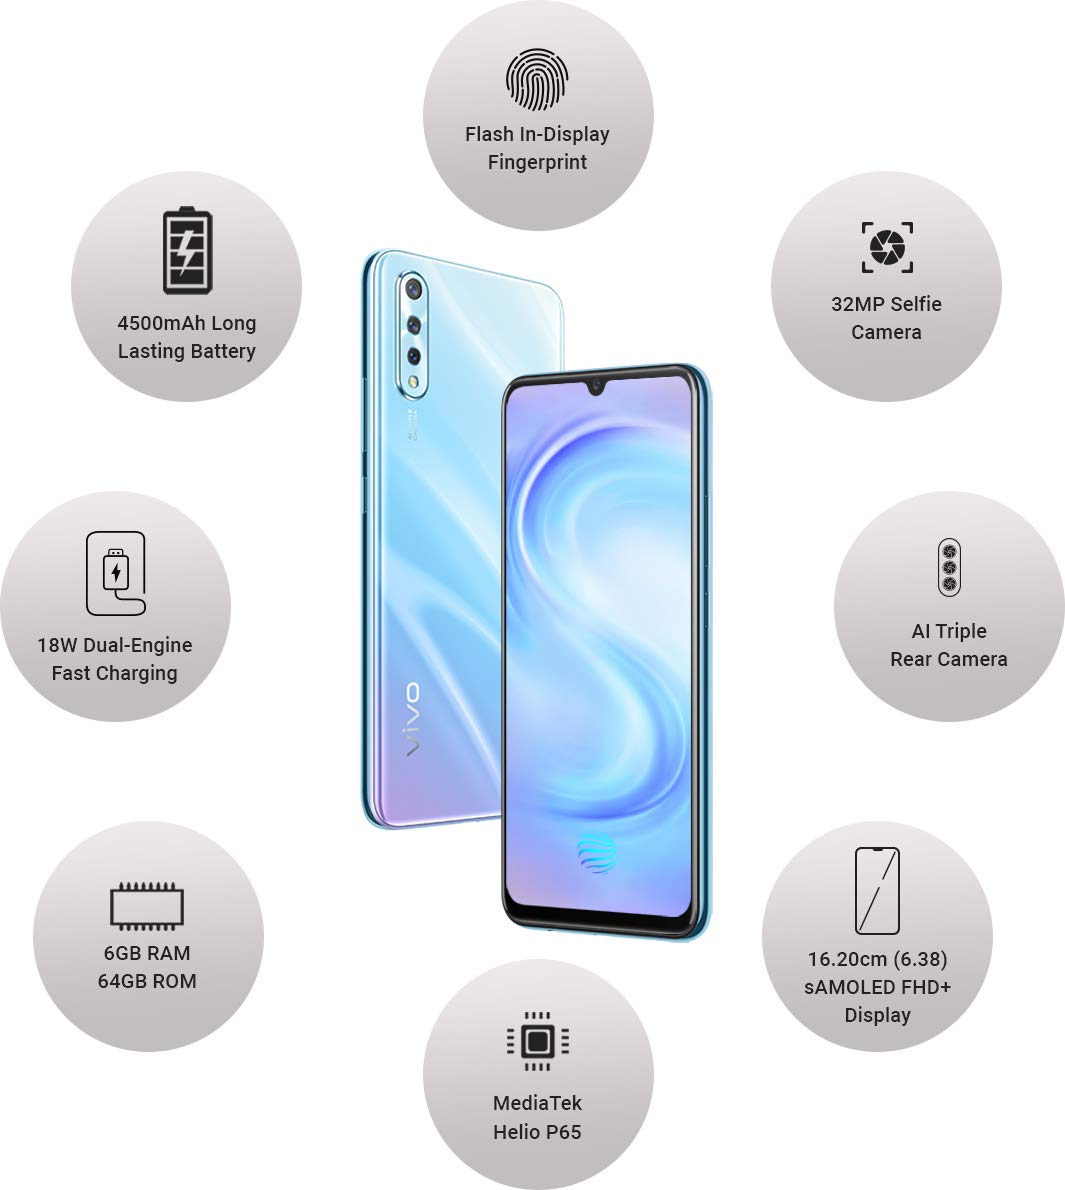 Flash In-Display
Fingerprint
4500mAh Long
Lasting Battery
32MP Selfie
Camera
18W Dual-Engine
Fast Charging
AI Triple
Rear Camera
vivo
6GB RAM
64GB ROM
16.20cm (6.38)
sAMOLED FHD+
Display
MediaTek
Helio P65